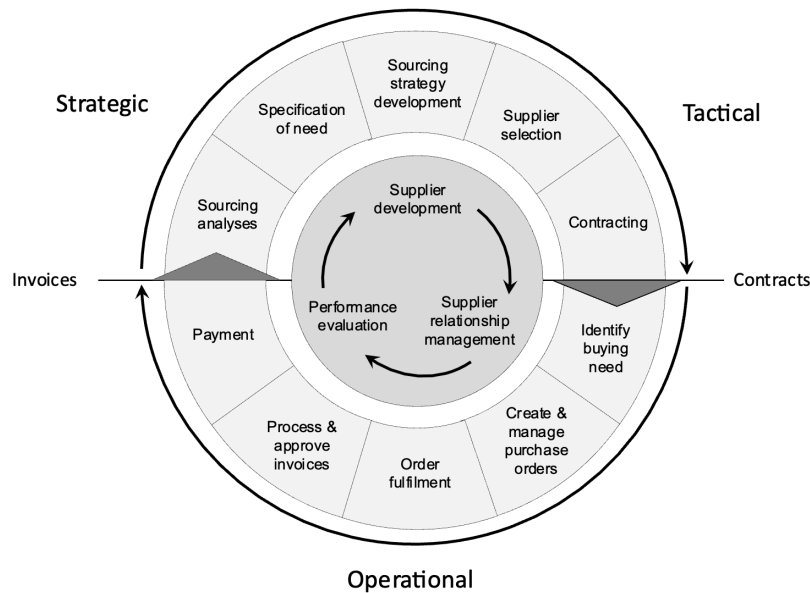 Strategic
Tactical
Sourcing
strategy
development
Specification
of need
Supplier
selection
Sourcing
analyses
Contracting
Supplier
development
Invoices
Contracts
Performance
evaluation
Supplier
relationship
management
Payment
Identify
buying
need
Process &
approve
invoices
Order
fulfilment
Create &
manage
purchase
orders
Operational